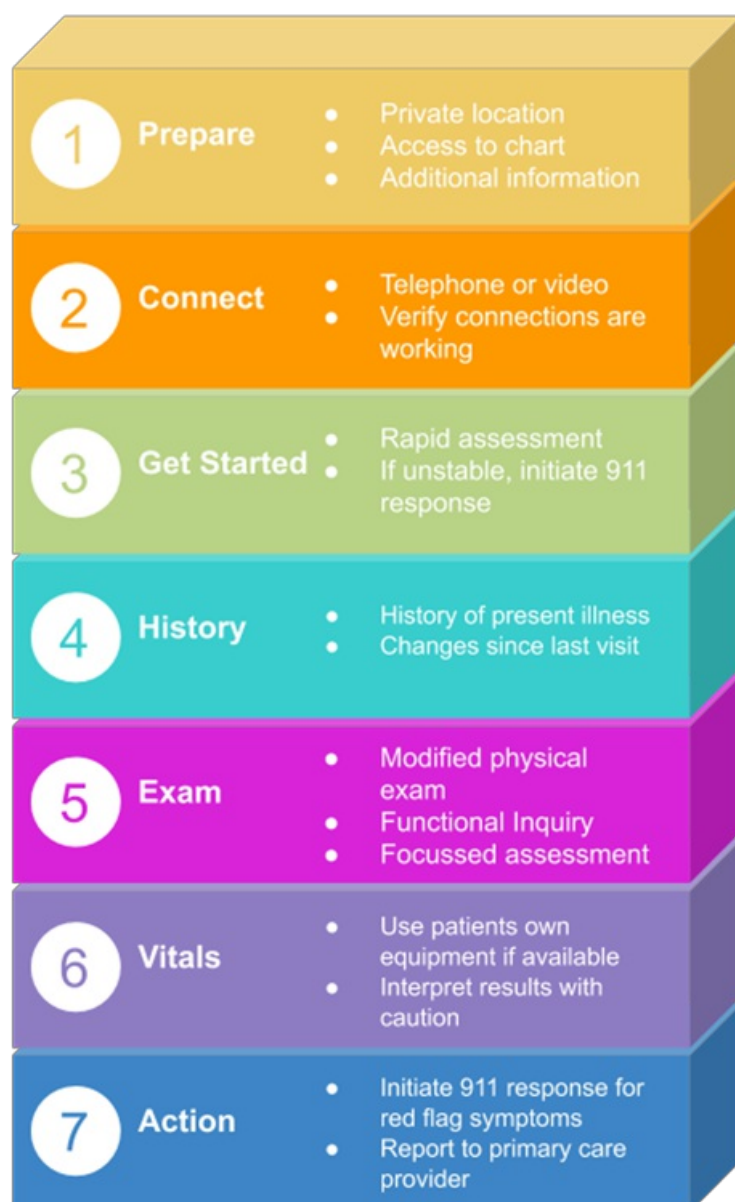 1
Prepare
● Private location
● Access to chart
● Additional information
2
Connect
● Telephone or video
● Verify connections are
working
3
Get Started
● Rapid assessment
● If unstable, initiate 911
response
4
History
● History of present illness
● Changes since last visit
5
Exam
● Modified physical
exam
● Functional Inquiry
● Focussed assessment
6
Vitals
● Use patients own
equipment if available
● Interpret results with
caution
7
Action
● Initiate 911 response for
red flag symptoms
● Report to primary care
provider